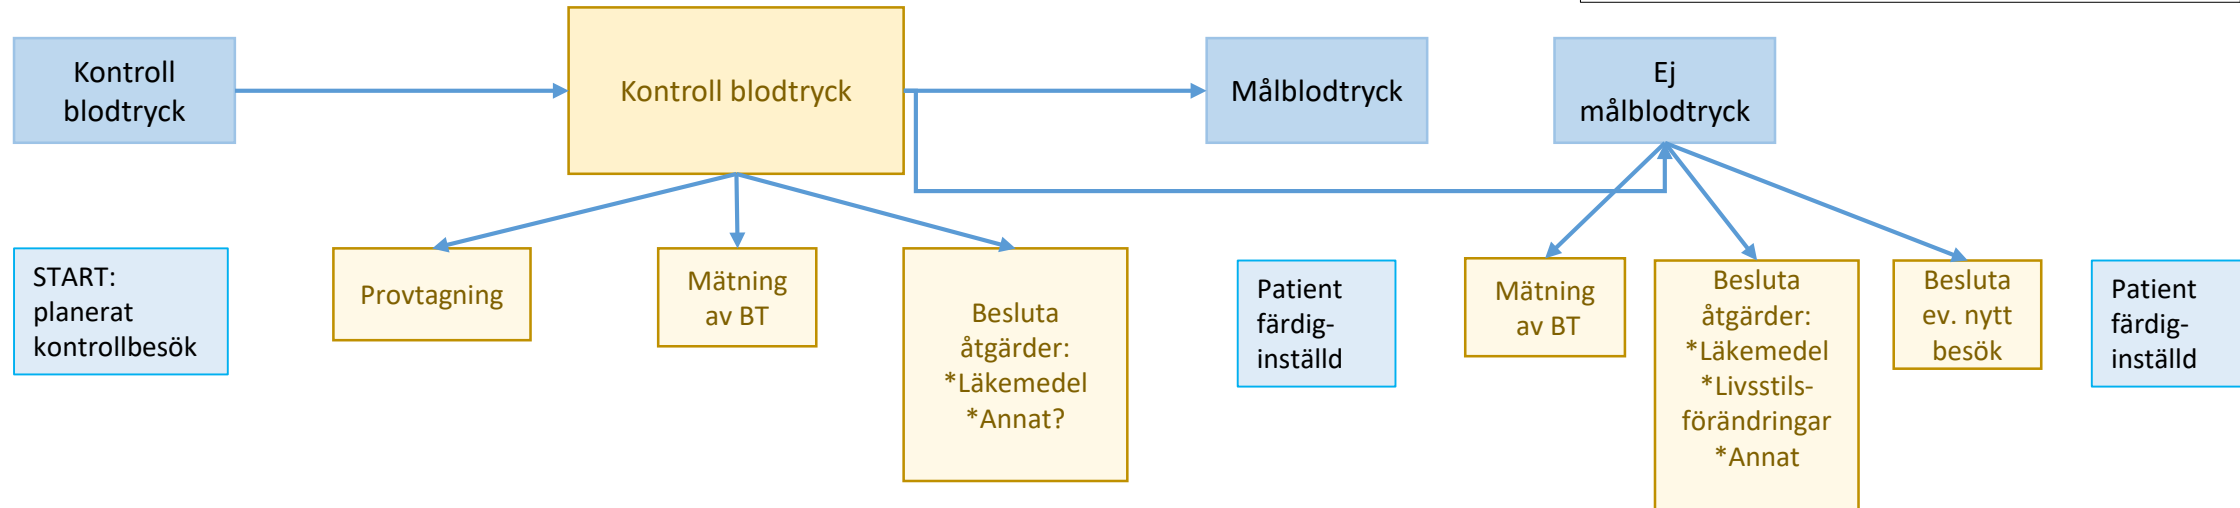 Kontroll
blodtryck
Kontroll blodtryck
Målblodtryck
Ej
målblodtryck
START:
planerat
kontrollbesök
Provtagning
Mätning
av BT
Besluta
åtgärder:
*Läkemedel
*Annat?
Patient
färdig-
inställd
Mätning
av BT
Besluta
åtgärder:
*Läkemedel
*Livsstils-
förändringar
*Annat
Besluta
ev. nytt
besök
Patient
färdig-
inställd